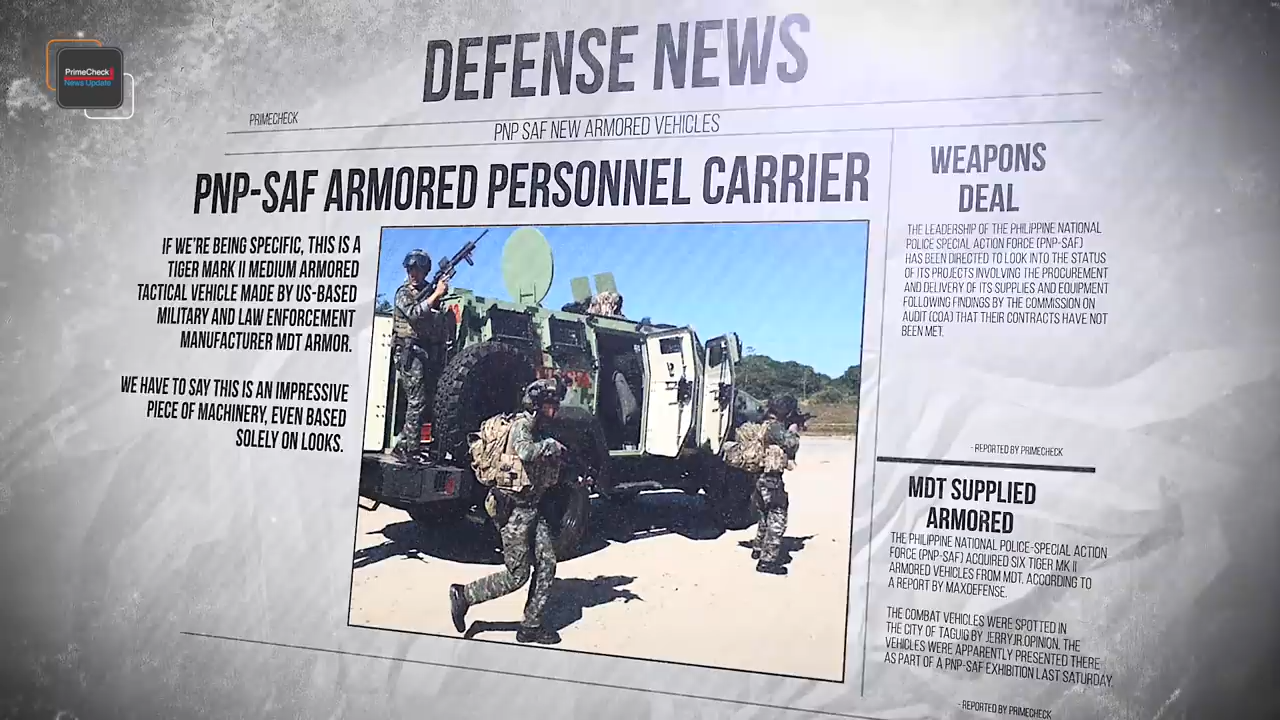 PrimeCheck
News Update
DEFENSE NEWS
PRIMECHECK
PNP SAF NEW ARMORED VEHICLES
PNP-SAF ARMORED PERSONNEL CARRIER
IF WE'RE BEING SPECIFIC, THIS IS A
TIGER MARK II MEDIUM ARMORED
TACTICAL VEHICLE MADE BY US-BASED
MILITARY AND LAW ENFORCEMENT
MANUFACTURER MDT ARMOR.
WE HAVE TO SAY THIS IS AN IMPRESSIVE
PIECE OF MACHINERY, EVEN BASED
SOLELY ON LOOKS.
WEAPONS
DEAL
THE LEADERSHIP OF THE PHILIPPINE NATIONAL
POLICE SPECIAL ACTION FORCE (PNP-SAF)
HAS BEEN DIRECTED TO LOOK INTO THE STATUS
OF ITS PROJECTS INVOLVING THE PROCUREMENT
AND DELIVERY OF ITS SUPPLIES AND EQUIPMENT
FOLLOWING FINDINGS BY THE COMMISSION ON
AUDIT (COA) THAT THEIR CONTRACTS HAVE NOT
BEEN MET.
- REPORTED BY PRIMECHECK
MDT SUPPLIED
ARMORED
THE PHILIPPINE NATIONAL POLICE-SPECIAL ACTION
FORCE (PNP-SAF) ACQUIRED SIX TIGER MK II
ARMORED VEHICLES FROM MDT, ACCORDING TO
A REPORT BY MAXDEFENSE.
THE COMBAT VEHICLES WERE SPOTTED IN
THE CITY OF TAGUIG BY JERRY.JR.OPINION. THE
VEHICLES WERE APPARENTLY PRESENTED THERE
AS PART OF A PNP-SAF EXHIBITION LAST SATURDAY.
- REPORTED BY PRIMECHECK